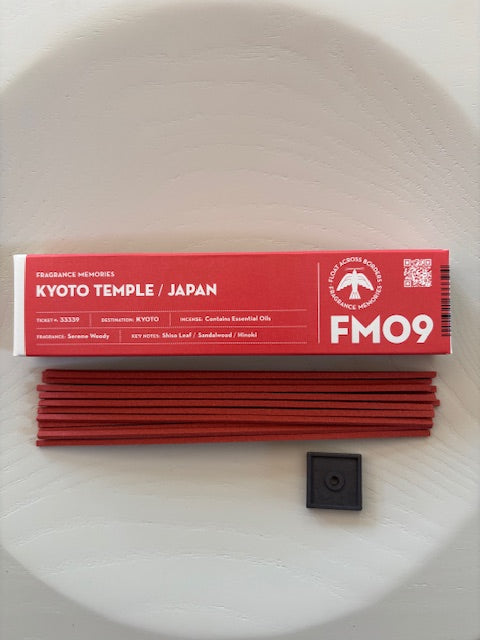 FRAGRANCE MEMORIES
KYOTO TEMPLE / JAPAN
TICKET #: 33339 DESTINATION: KYOTO INCENSE: Contains Essential Oils
FRAGRANCE: Serene Woody KEY NOTES: Shiso Leaf / Sandalwood / Hinoki
FLOAT ACROSS BORDERS
FRAGRANCE MEMORIES
FM09